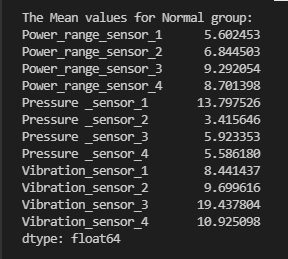 The Mean values for Normal group:
Power_range_sensor_1 5.602453
Power_range_sensor_2 6.844503
Power_range_sensor_3 9.292054
Power_range_sensor_4 8.701398
Pressure _sensor_1 13.797526
Pressure _sensor_2 3.415646
Pressure _sensor_3 5.923353
Pressure _sensor_4 5.586180
Vibration_sensor_1 8.441437
Vibration_sensor_2 9.699616
Vibration_sensor_3 19.437804
Vibration_sensor_4 10.925098
dtype: float64